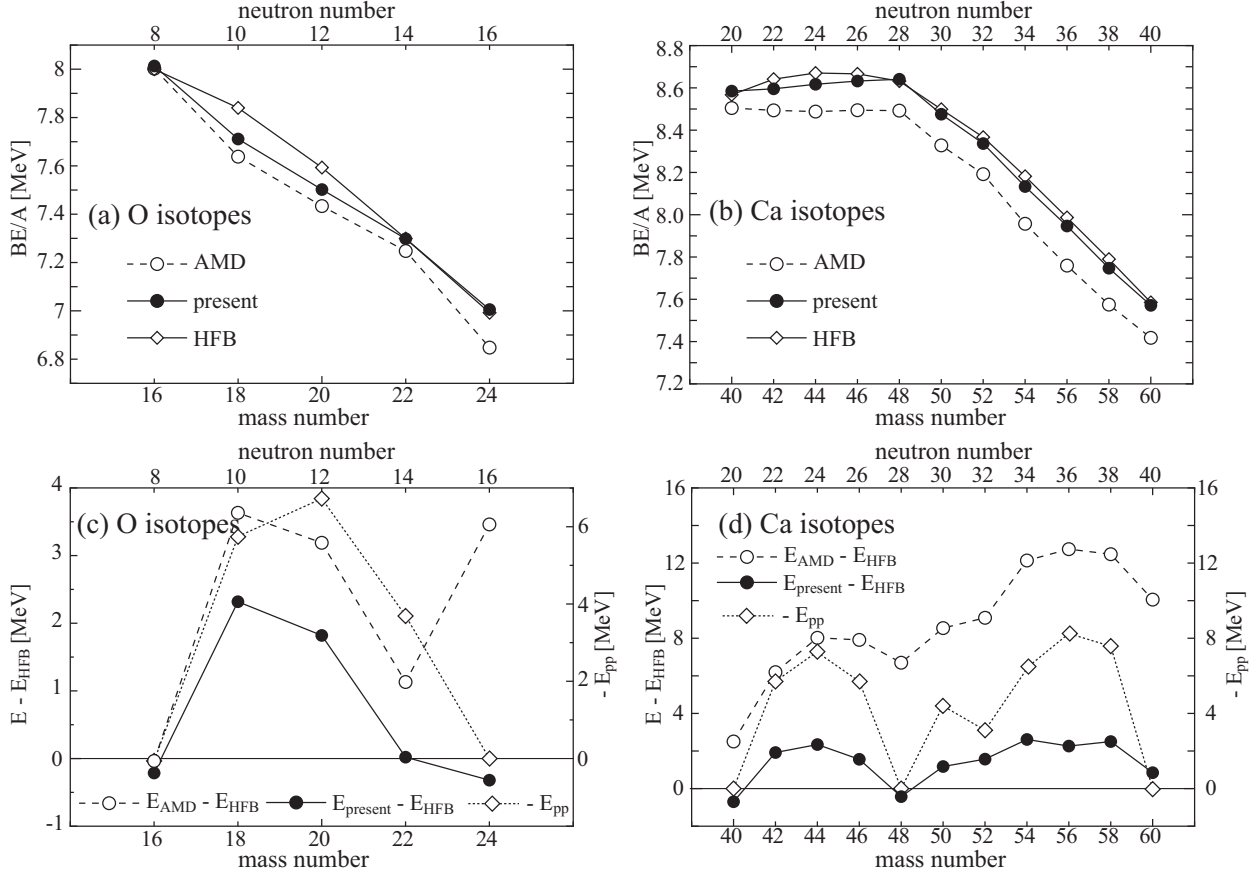 neutron number
8 10 12 14 16
8
7.8
7.6
7.4
7.2
7
6.8
BE/A [MeV]
(a) O isotopes
AMD
present
HFB
16 18 20 22 24
mass number
neutron number
20 22 24 26 28 30 32 34 36 38 40
8.8
8.6
8.4
8.2
8.0
7.8
7.6
7.4
7.2
BE/A [MeV]
(b) Ca isotopes
AMD
present
HFB
40 42 44 46 48 50 52 54 56 58 60
mass number
neutron number
8 10 12 14 16
4
3
2
1
0
-1
E - E_HFB [MeV]
(c) O isotopes
6
4
2
0
- E_pp [MeV]
E_AMD - E_HFB E_present - E_HFB - E_pp
16 18 20 22 24
mass number
neutron number
20 22 24 26 28 30 32 34 36 38 40
16
12
8
4
0
E - E_HFB [MeV]
(d) Ca isotopes
E_AMD - E_HFB
E_present - E_HFB
- E_pp
16
12
8
4
0
- E_pp [MeV]
40 42 44 46 48 50 52 54 56 58 60
mass number